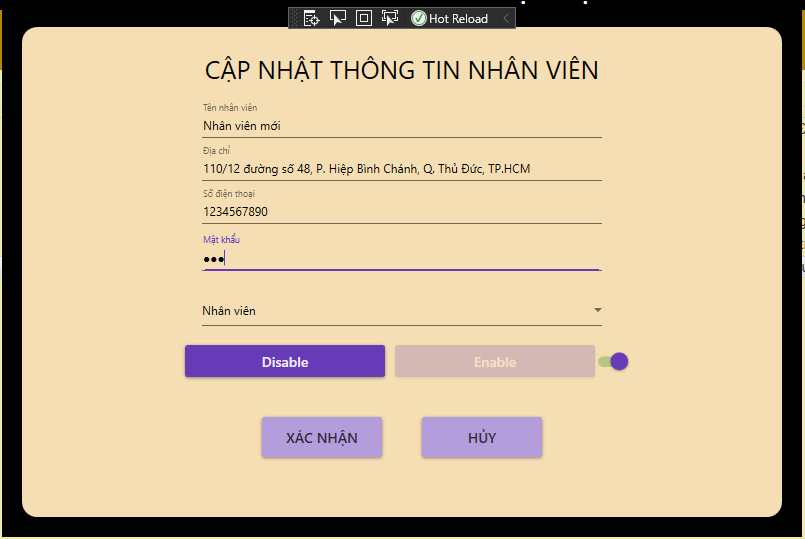 Hot Reload
CẬP NHẬT THÔNG TIN NHÂN VIÊN
Tên nhân viên
Nhân viên mới
Địa chỉ
110/12 đường số 48, P. Hiệp Bình Chánh, Q. Thủ Đức, TP.HCM
Số điện thoại
1234567890
Mật khẩu
●●●
Nhân viên
Disable Enable
XÁC NHẬN HỦY